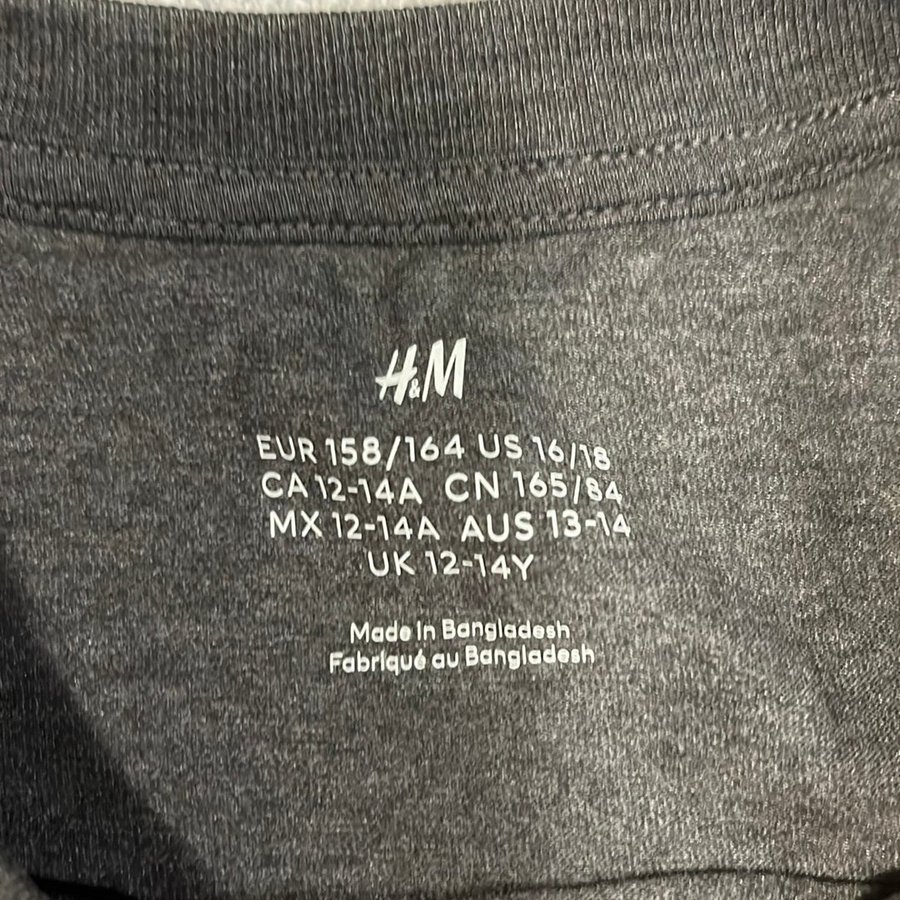 H&M
EUR 158/164 US 16/18
CA 12-14A CN 165/84
MX 12-14A AUS 13-14
UK 12-14Y
Made in Bangladesh
Fabriqué au Bangladesh